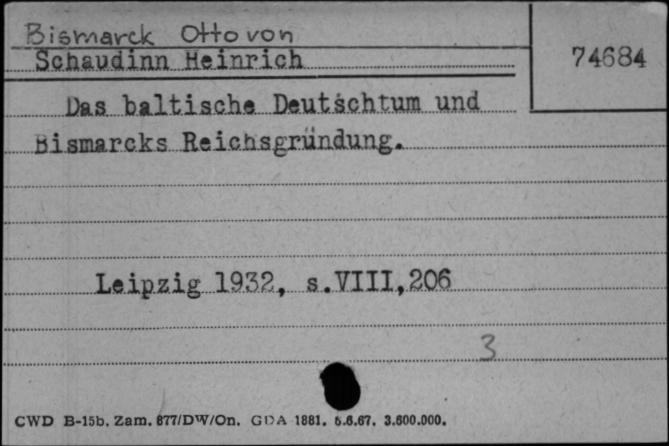 Bismarck Otto von
74684
Schaudinn Heinrich
Das baltische Deutschtum und
Bismarcks Reichsgründung.
Leipzig 1932, s.VIII,206
3
CWD B-15b. Zam. 877/DW/On. GDA 1881. 5.6.67. 3.600.000.